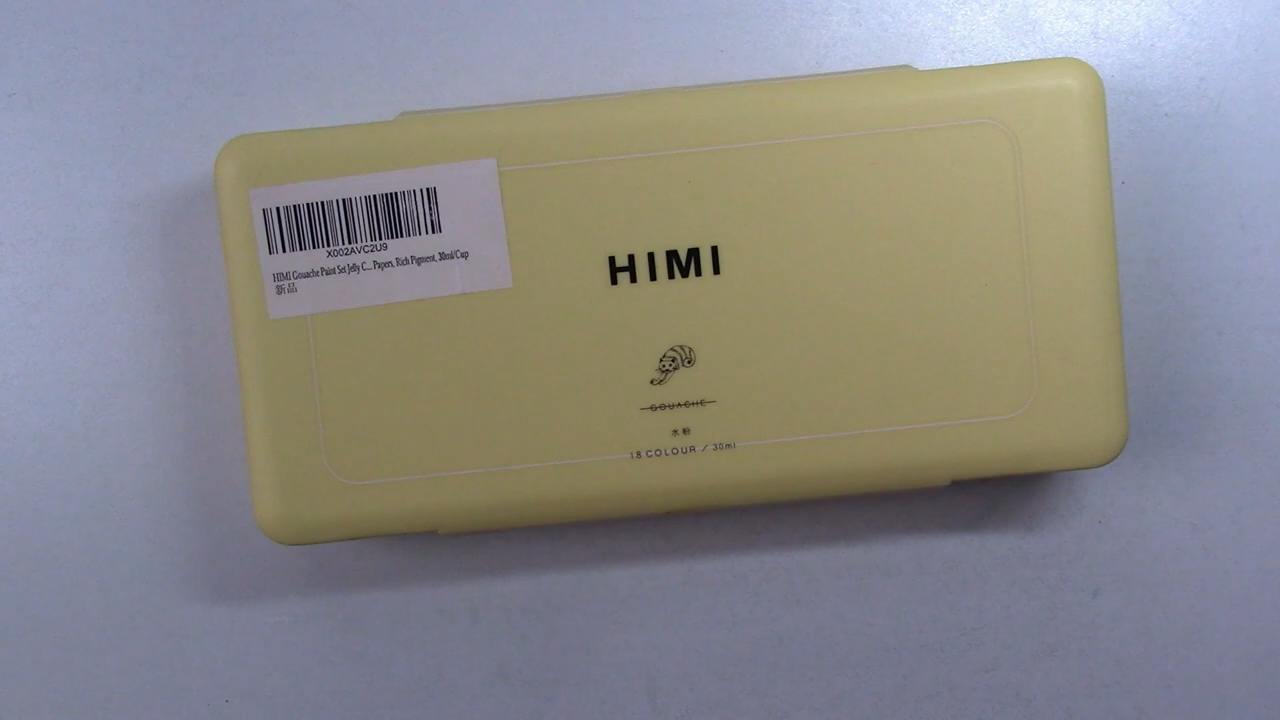 X002AVC2U9
HIMI Gouache Paint Set Jelly C... Papers, Rich Pigment, 30ml/Cup
新品
HIMI
GOUACHE
水粉
18 COLOUR / 30ml